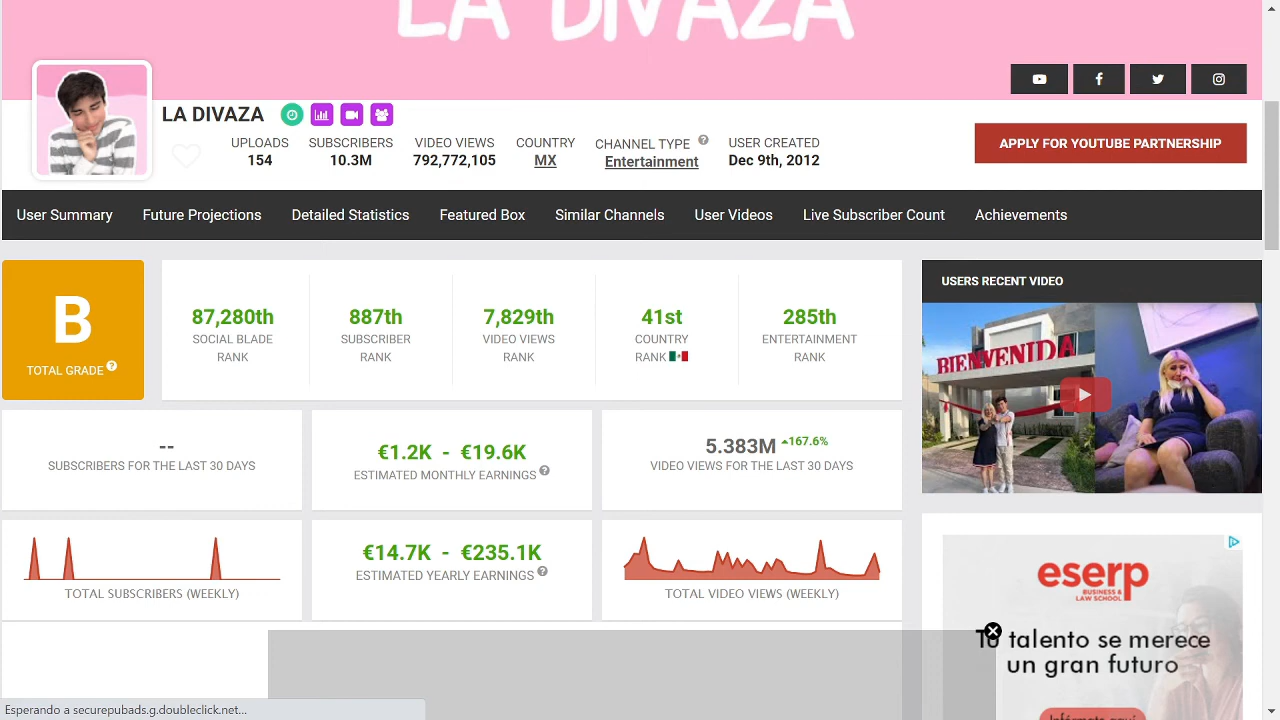 LA DIVAZA
LA DIVAZA
UPLOADS
154
SUBSCRIBERS
10.3M
VIDEO VIEWS
792,772,105
COUNTRY
MX
CHANNEL TYPE
Entertainment
USER CREATED
Dec 9th, 2012
APPLY FOR YOUTUBE PARTNERSHIP
User Summary
Future Projections
Detailed Statistics
Featured Box
Similar Channels
User Videos
Live Subscriber Count
Achievements
B
TOTAL GRADE
87,280th
SOCIAL BLADE
RANK
887th
SUBSCRIBER
RANK
7,829th
VIDEO VIEWS
RANK
41st
COUNTRY
RANK
285th
ENTERTAINMENT
RANK
USERS RECENT VIDEO
BIENVENIDA
--
SUBSCRIBERS FOR THE LAST 30 DAYS
€1.2K - €19.6K
ESTIMATED MONTHLY EARNINGS
5.383M 167.6%
VIDEO VIEWS FOR THE LAST 30 DAYS
TOTAL SUBSCRIBERS (WEEKLY)
€14.7K - €235.1K
ESTIMATED YEARLY EARNINGS
TOTAL VIDEO VIEWS (WEEKLY)
eserp
BUSINESS &
LAW SCHOOL
Tu talento se merece
un gran futuro
Infórmate aquí
Esperando a securepubads.g.doubleclick.net...